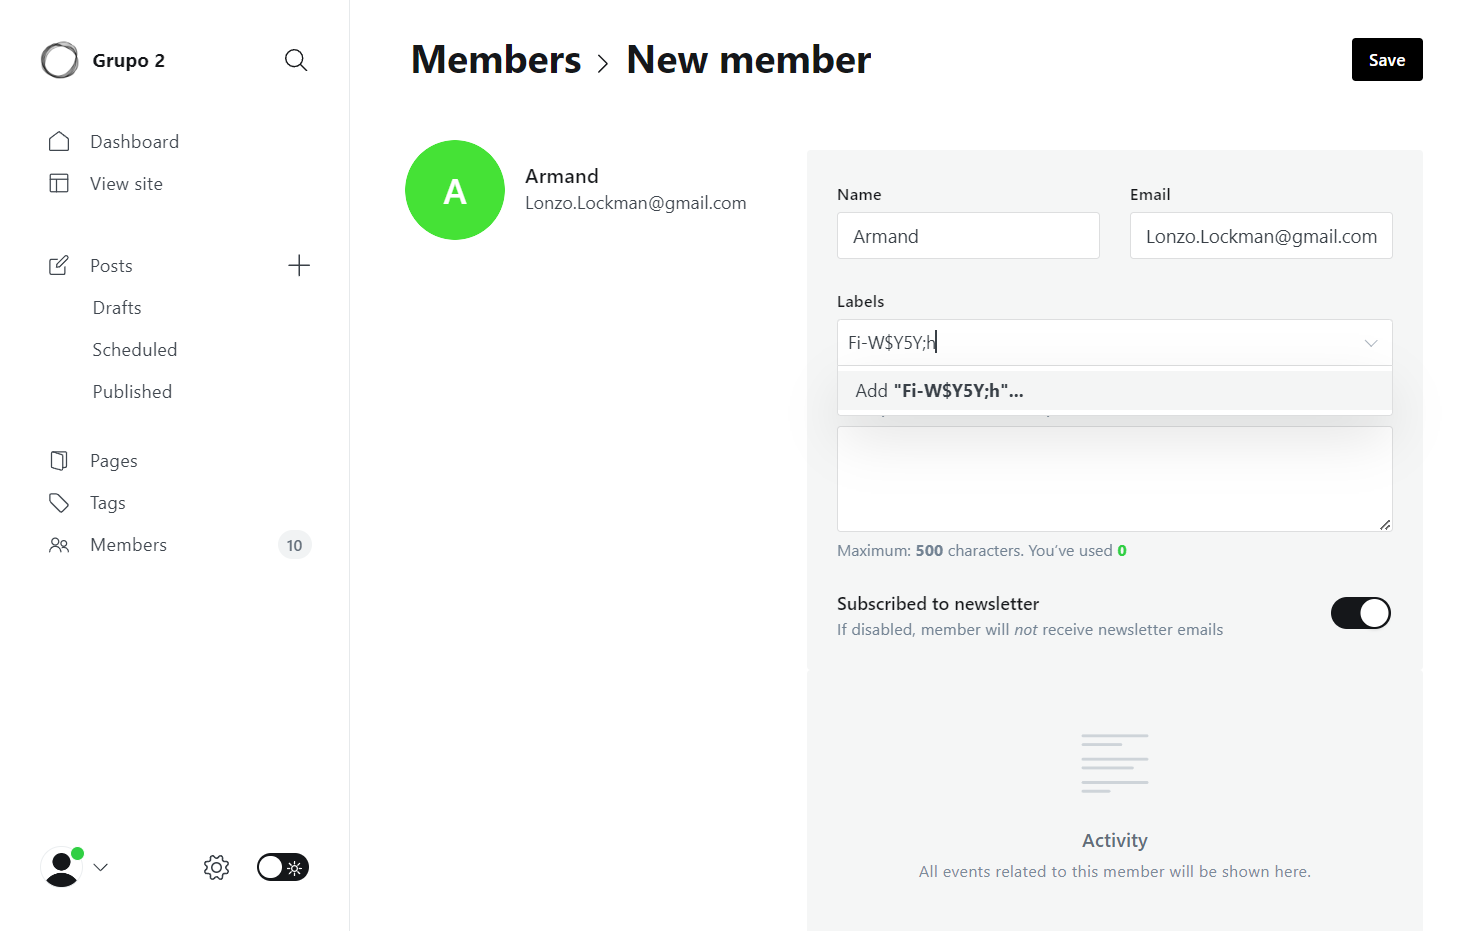 Grupo 2
Dashboard
View site
Posts
Drafts
Scheduled
Published
Pages
Tags
Members
10
Members > New member
Save
A
Armand
Lonzo.Lockman@gmail.com
Name
Email
Armand
Lonzo.Lockman@gmail.com
Labels
Fi-W$Y5Y;h
Add "Fi-W$Y5Y;h"...
Maximum: 500 characters. You've used 0
Subscribed to newsletter
If disabled, member will not receive newsletter emails
Activity
All events related to this member will be shown here.